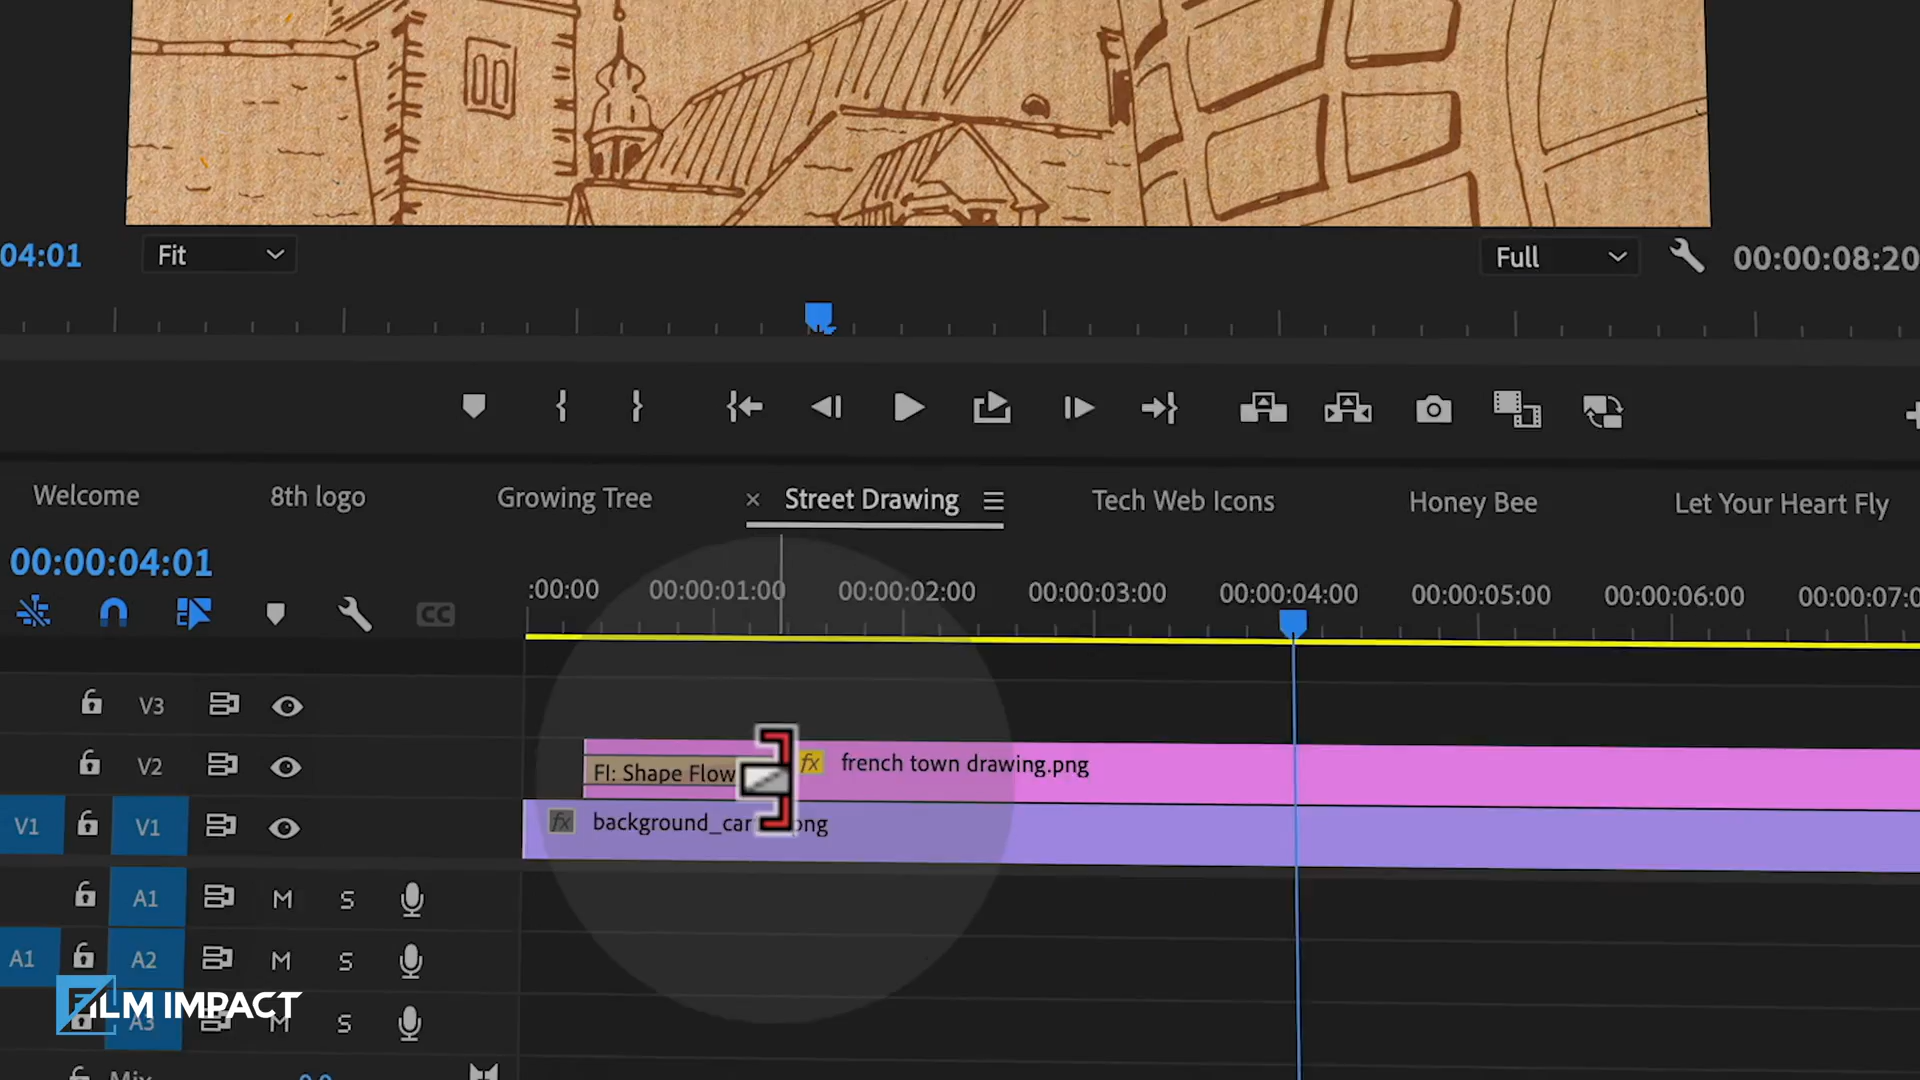 04:01 Fit Full 00:00:08:20
Welcome 8th logo Growing Tree × Street Drawing Tech Web Icons Honey Bee Let Your Heart Fly
00:00:04:01
:00:00 00:00:01:00 00:00:02:00 00:00:03:00 00:00:04:00 00:00:05:00 00:00:06:00 00:00:07:0
CC
V3
V2 FI: Shape Flow fx french town drawing.png
V1 V1 fx background_car png
A1 M S
A1 A2 M S
FILM IMPACT
A3 M S
Mix 0.0